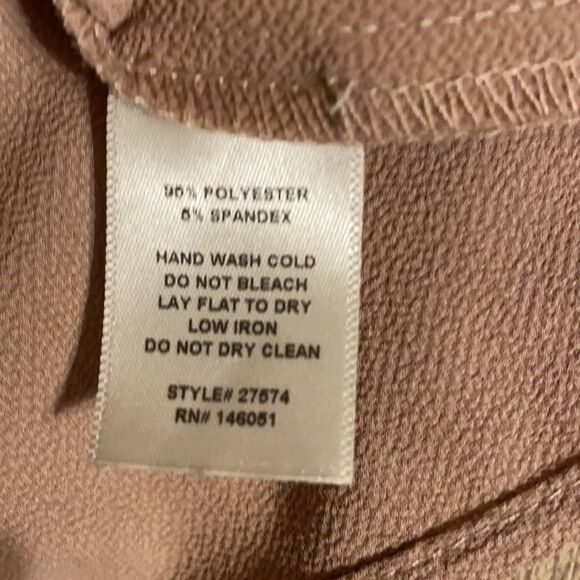 95% POLYESTER
5% SPANDEX
HAND WASH COLD
DO NOT BLEACH
LAY FLAT TO DRY
LOW IRON
DO NOT DRY CLEAN
STYLE# 27574
RN# 146051